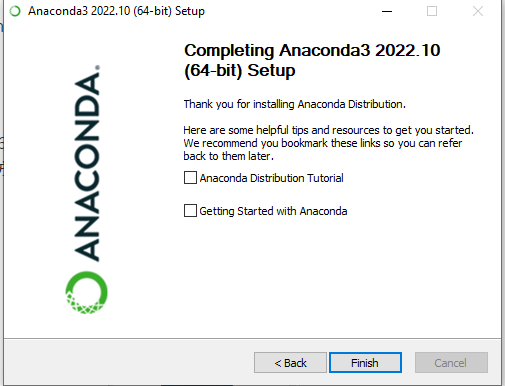 Anaconda3 2022.10 (64-bit) Setup
Completing Anaconda3 2022.10
(64-bit) Setup
Thank you for installing Anaconda Distribution.
Here are some helpful tips and resources to get you started.
We recommend you bookmark these links so you can refer
back to them later.
Anaconda Distribution Tutorial
Getting Started with Anaconda
ANACONDA.
< Back
Finish
Cancel